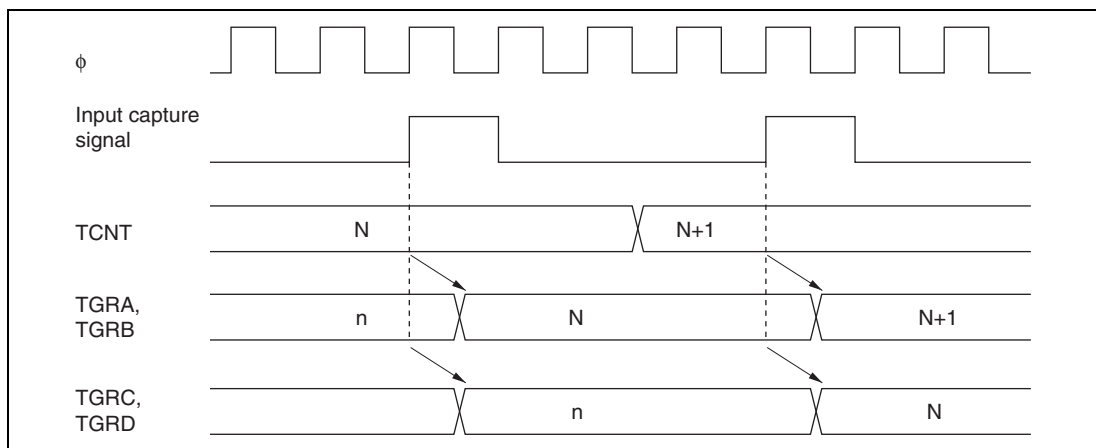 ϕ
Input capture
signal
TCNT
N
N+1
TGRA,
TGRB
n
N
N+1
TGRC,
TGRD
n
N